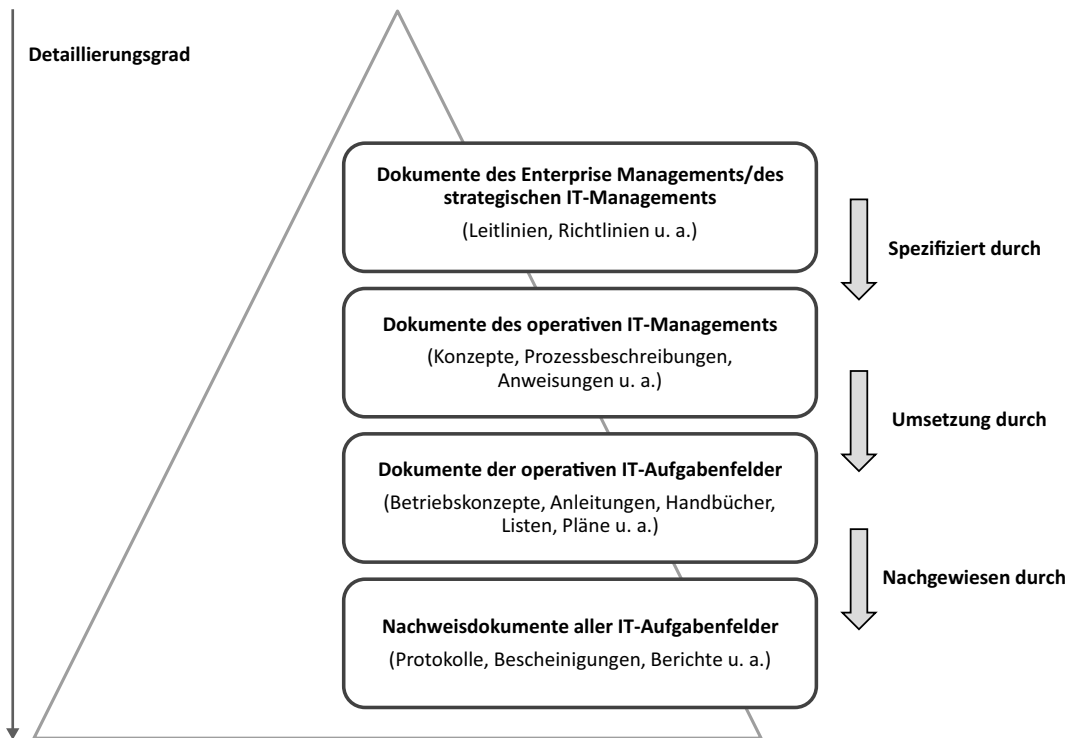 Detaillierungsgrad
Dokumente des Enterprise Managements/des
strategischen IT-Managements
(Leitlinien, Richtlinien u. a.)
Spezifiziert durch
Dokumente des operativen IT-Managements
(Konzepte, Prozessbeschreibungen,
Anweisungen u. a.)
Umsetzung durch
Dokumente der operativen IT-Aufgabenfelder
(Betriebskonzepte, Anleitungen, Handbücher,
Listen, Pläne u. a.)
Nachgewiesen durch
Nachweisdokumente aller IT-Aufgabenfelder
(Protokolle, Bescheinigungen, Berichte u. a.)